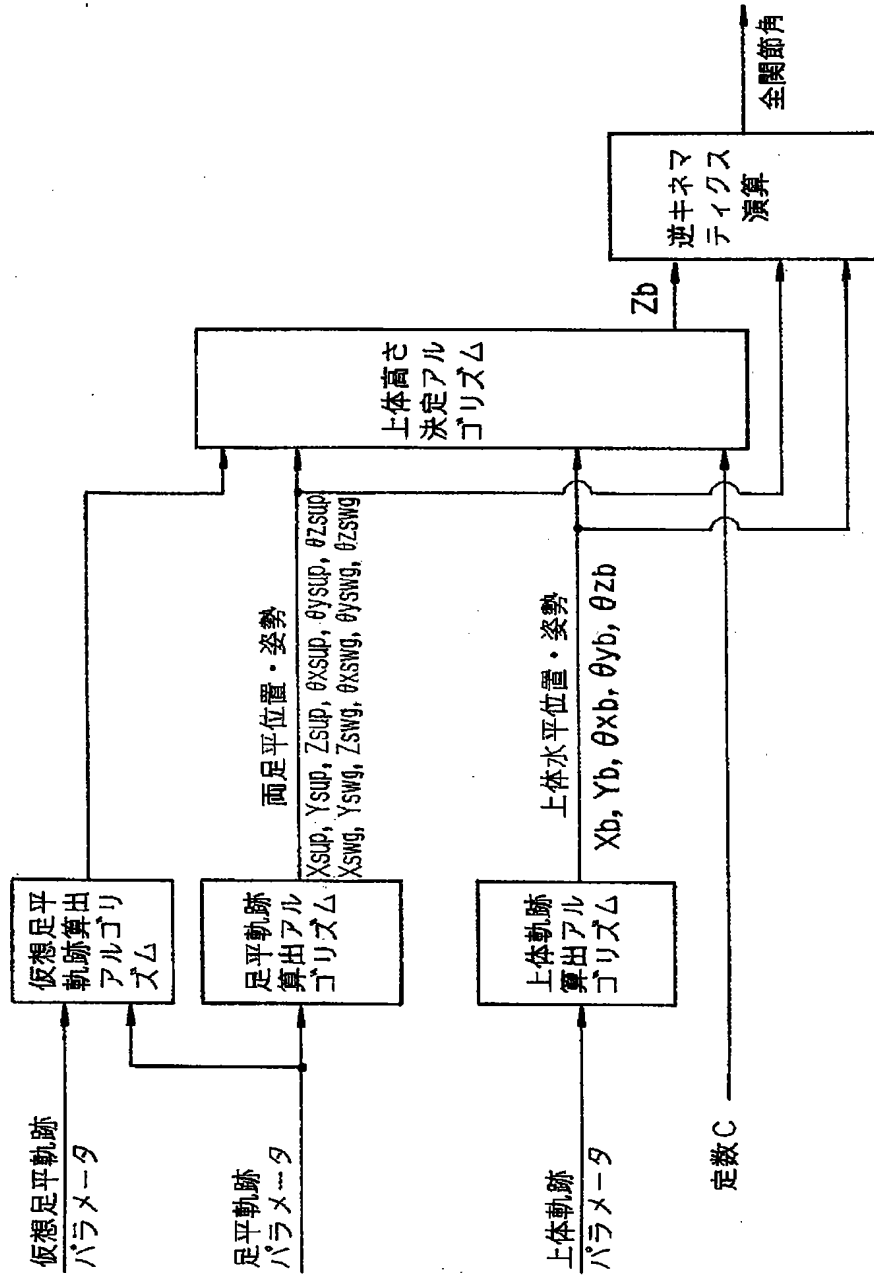 仮想足平軌跡
パラメータ
仮想足平
軌跡算出
アルゴリ
ズム
足平軌跡
パラメータ
足平軌跡
算出アル
ゴリズム
両足平位置・姿勢
Xsup, Ysup, Zsup, θxsup, θysup, θzsup
Xswg, Yswg, Zswg, θxswg, θyswg, θzswg
上体軌跡
パラメータ
上体軌跡
算出アル
ゴリズム
上体水平位置・姿勢
Xb, Yb, θxb, θyb, θzb
定数C
上体高さ
決定アル
ゴリズム
Zb
逆キネマ
ティクス
演算
全関節角